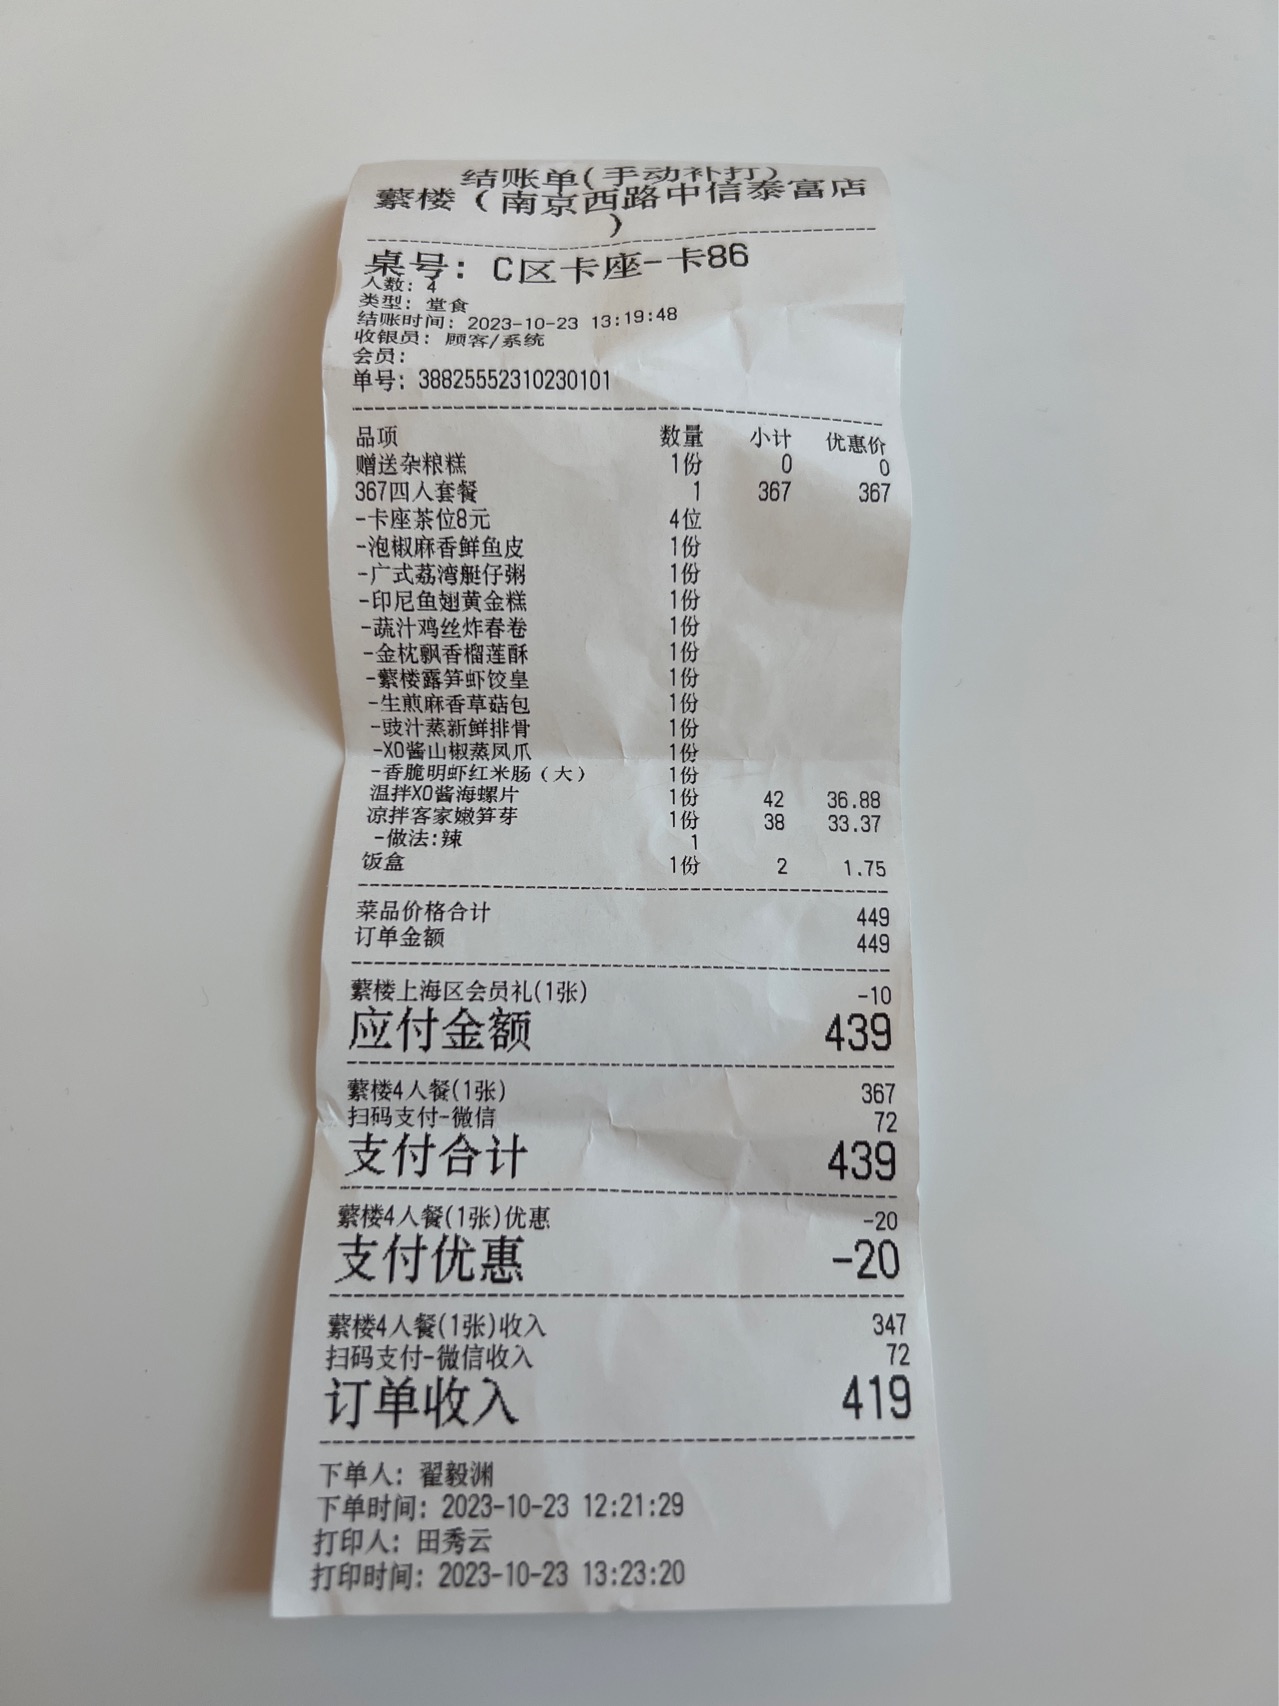 结账单(手动补打)
蘩楼（南京西路中信泰富店
）
桌号: C区卡座-卡86
人数: 4
类型: 堂食
结账时间: 2023-10-23 13:19:48
收银员: 顾客/系统
会员:
单号: 38825552310230101
品项 数量 小计 优惠价
赠送杂粮糕 1份 0 0
367四人套餐 1 367 367
-卡座茶位8元 4位
-泡椒麻香鲜鱼皮 1份
-广式荔湾艇仔粥 1份
-印尼鱼翅黄金糕 1份
-蔬汁鸡丝炸春卷 1份
-金枕飘香榴莲酥 1份
-蘩楼露笋虾饺皇 1份
-生煎麻香草菇包 1份
-豉汁蒸新鲜排骨 1份
-XO酱山椒蒸凤爪 1份
-香脆明虾红米肠（大） 1份
温拌XO酱海螺片 1份 42 36.88
凉拌客家嫩笋芽 1份 38 33.37
-做法:辣 1
饭盒 1份 2 1.75
菜品价格合计 449
订单金额 449
蘩楼上海区会员礼(1张) -10
应付金额 439
蘩楼4人餐(1张) 367
扫码支付-微信 72
支付合计 439
蘩楼4人餐(1张)优惠 -20
支付优惠 -20
蘩楼4人餐(1张)收入 347
扫码支付-微信收入 72
订单收入 419
下单人: 翟毅渊
下单时间: 2023-10-23 12:21:29
打印人: 田秀云
打印时间: 2023-10-23 13:23:20